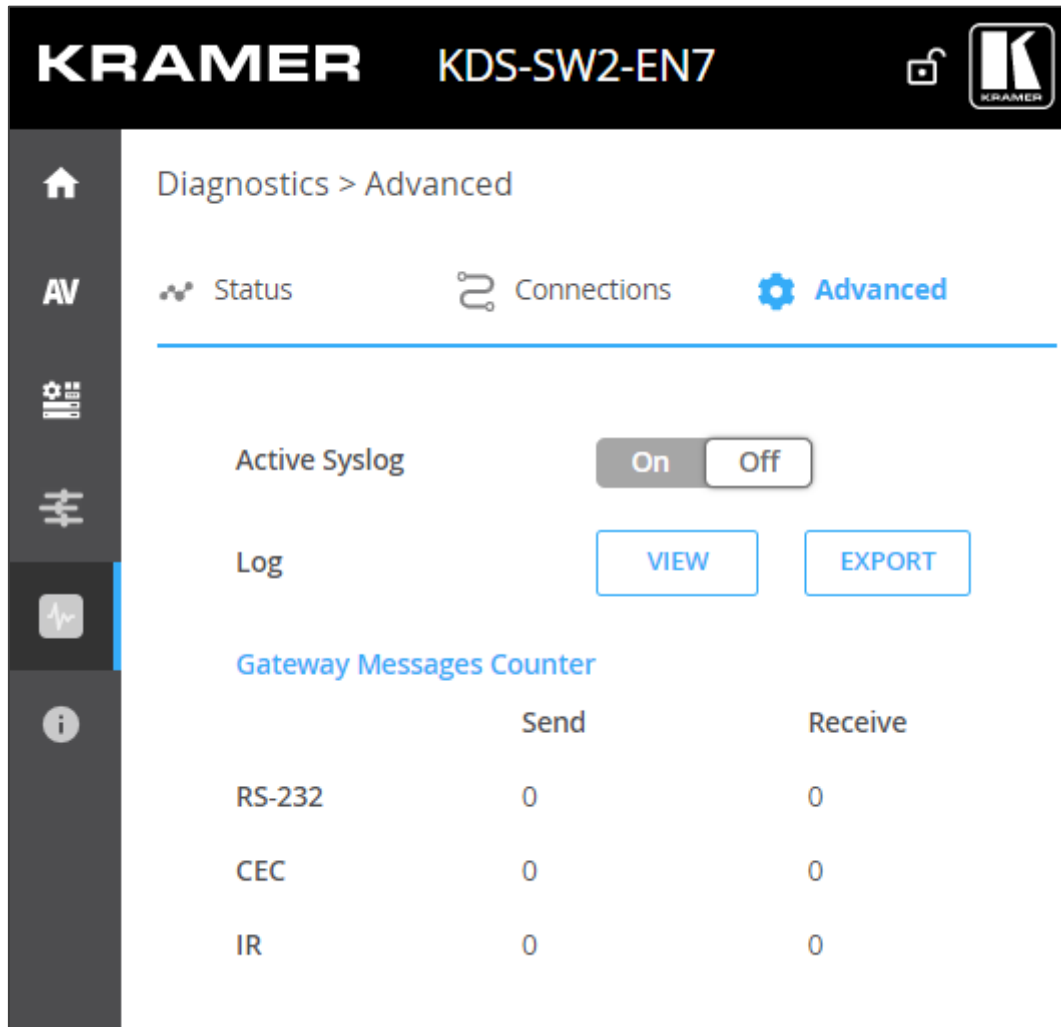 KRAMER KDS-SW2-EN7
KRAMER
Diagnostics > Advanced
AV
Status Connections Advanced
Active Syslog On Off
Log VIEW EXPORT
Gateway Messages Counter
Send Receive
RS-232 0 0
CEC 0 0
IR 0 0